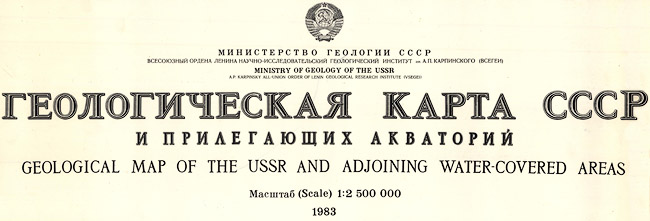 МИНИСТЕРСТВО ГЕОЛОГИИ СССР
ВСЕСОЮЗНЫЙ ОРДЕНА ЛЕНИНА НАУЧНО-ИССЛЕДОВАТЕЛЬСКИЙ ГЕОЛОГИЧЕСКИЙ ИНСТИТУТ им. А.П. КАРПИНСКОГО (ВСЕГЕИ)
MINISTRY OF GEOLOGY OF THE USSR
A.P. KARPINSKY ALL-UNION ORDER OF LENIN GEOLOGICAL RESEARCH INSTITUTE (VSEGEI)
ГЕОЛОГИЧЕСКАЯ КАРТА СССР
И ПРИЛЕГАЮЩИХ АКВАТОРИЙ
GEOLOGICAL MAP OF THE USSR AND ADJOINING WATER-COVERED AREAS
Масштаб (Scale) 1:2 500 000
1983